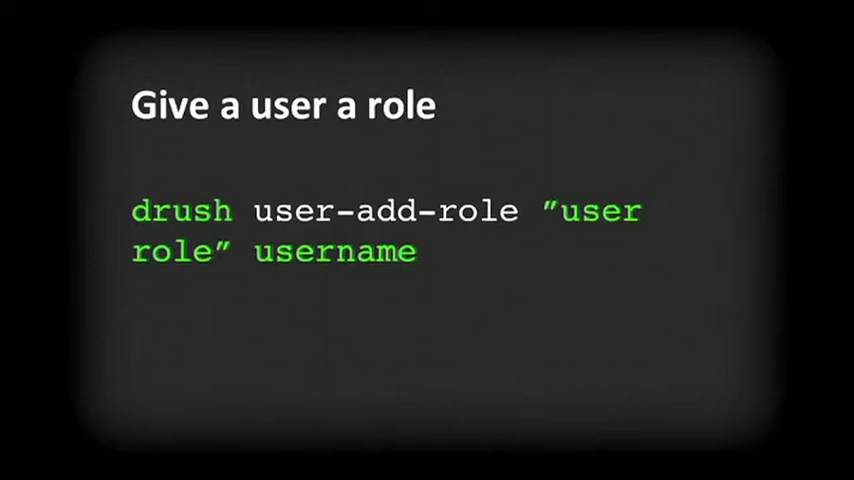 Give a user a role
drush user-add-role ”user
role” username